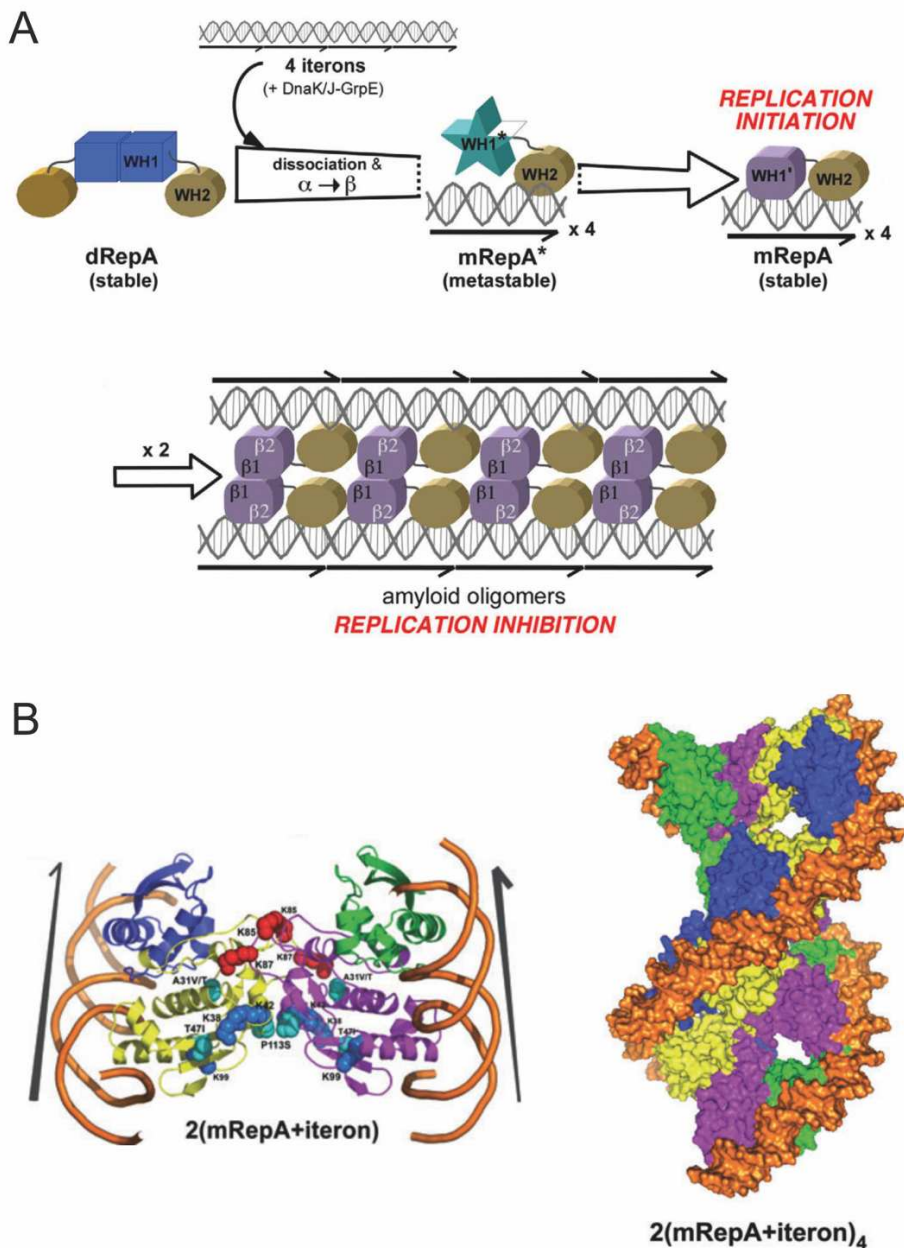 A
4 iterons
(+ DnaK/J-GrpE)
REPLICATION
INITIATION
WH1
WH2
dissociation &
α → β
WH1*
WH2
WH1'
WH2
x 4
x 4
dRepA
(stable)
mRepA*
(metastable)
mRepA
(stable)
x 2
β2
β2
β2
β2
β1
β1
β1
β1
β1
β1
β1
β1
β2
β2
β2
β2
amyloid oligomers
REPLICATION INHIBITION
B
K85
K85
K87
K87
A31V/T
A31V/T
K38
K42
K38
T47I
T47I
P113S
K99
K99
2(mRepA+iteron)
2(mRepA+iteron)4